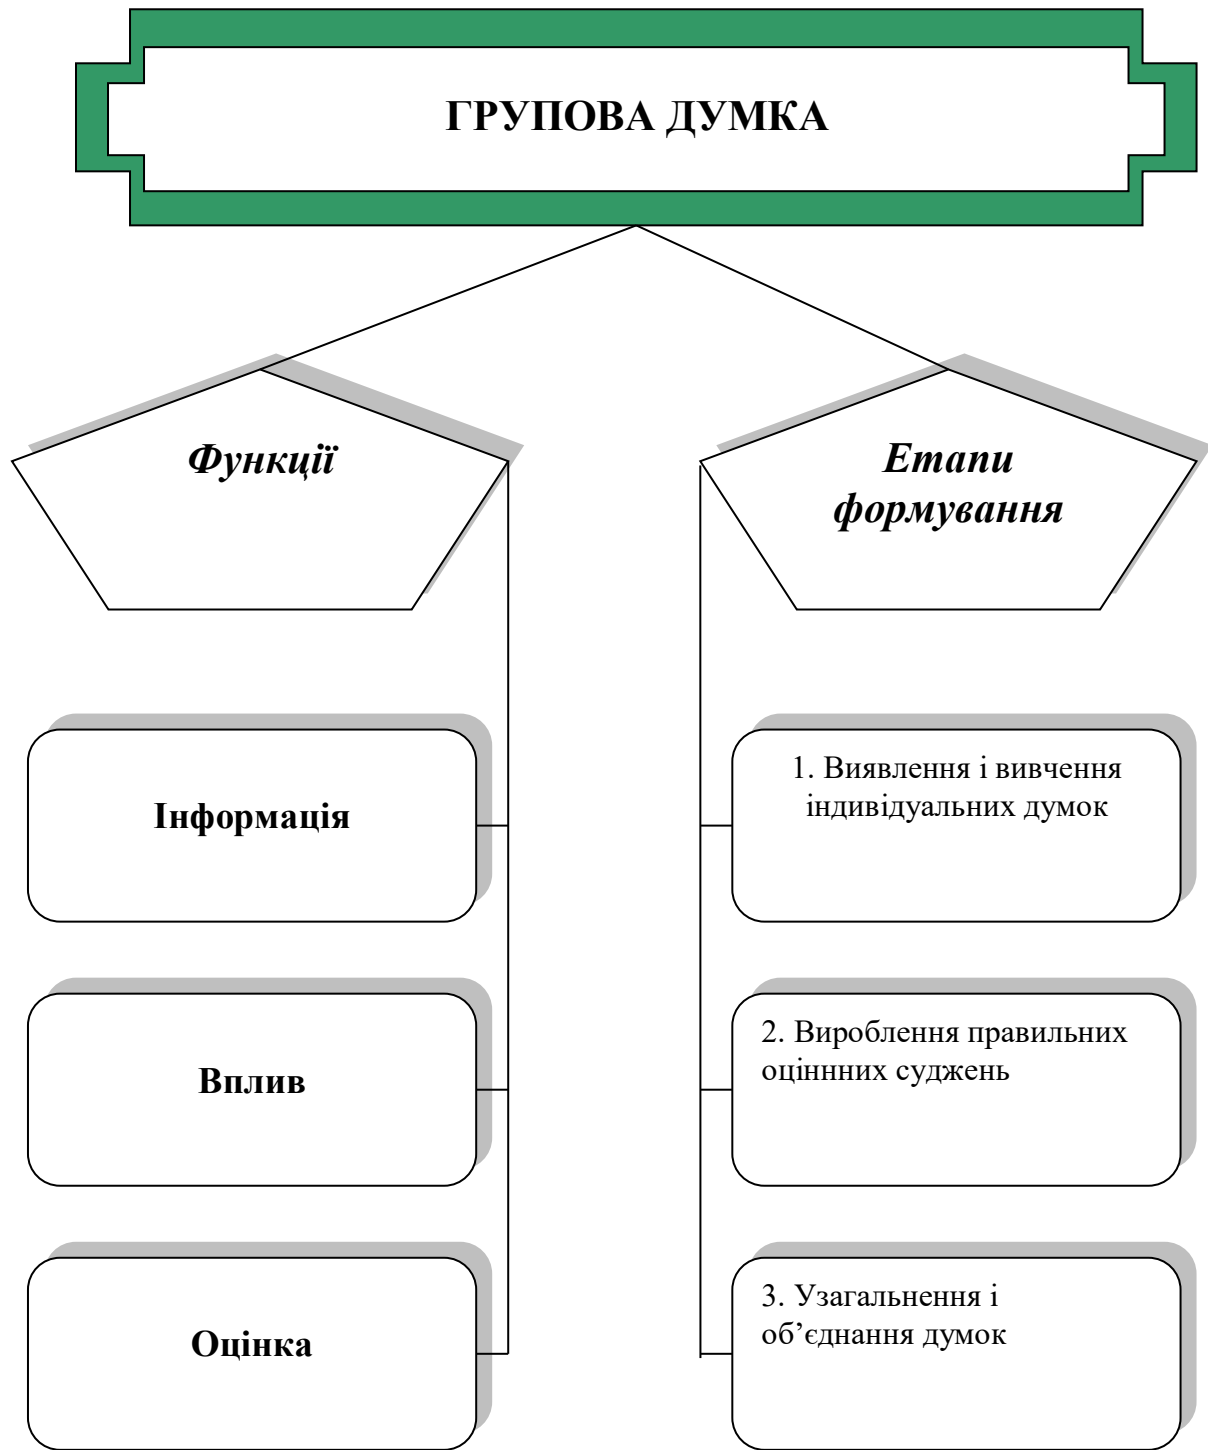 ГРУПОВА ДУМКА
Функції
Етапи
формування
Інформація
Вплив
Оцінка
1. Виявлення і вивчення
індивідуальних думок
2. Вироблення правильних
оціннних суджень
3. Узагальнення і
об’єднання думок